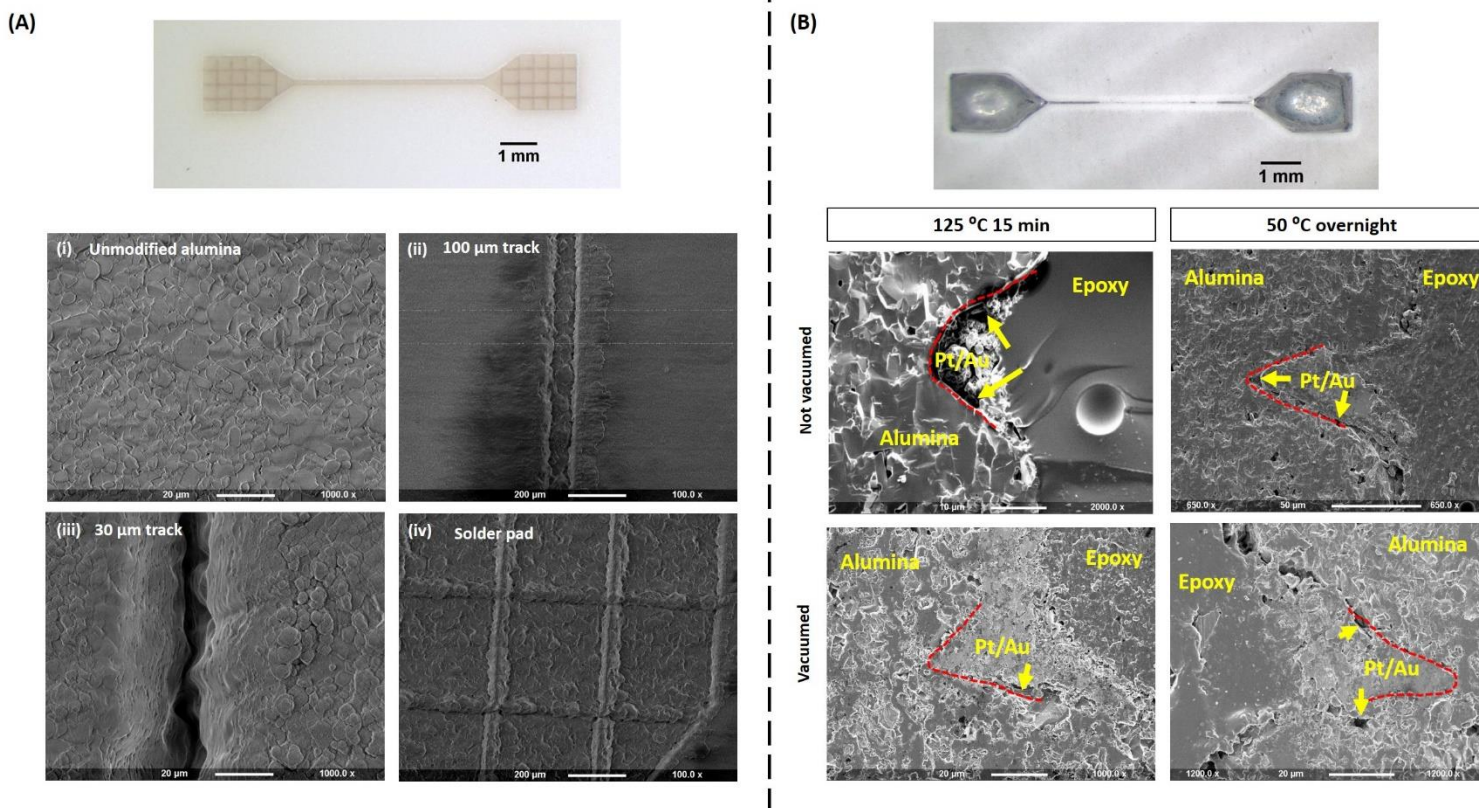 (A)
1 mm
(i) Unmodified alumina
20 µm 1000.0 x
(ii) 100 µm track
200 µm 100.0 x
(iii) 30 µm track
20 µm 1000.0 x
(iv) Solder pad
200 µm 100.0 x
(B)
1 mm
125 ⁰C 15 min
50 ⁰C overnight
Not vacuumed
Epoxy
Pt/Au
Alumina
10 µm 2000.0 x
Alumina
Epoxy
Pt/Au
650.0 x 50 µm 650.0 x
Vacuumed
Alumina
Epoxy
Pt/Au
20 µm 1000.0 x
Alumina
Epoxy
Pt/Au
1200.0 x 20 µm 1200.0 x